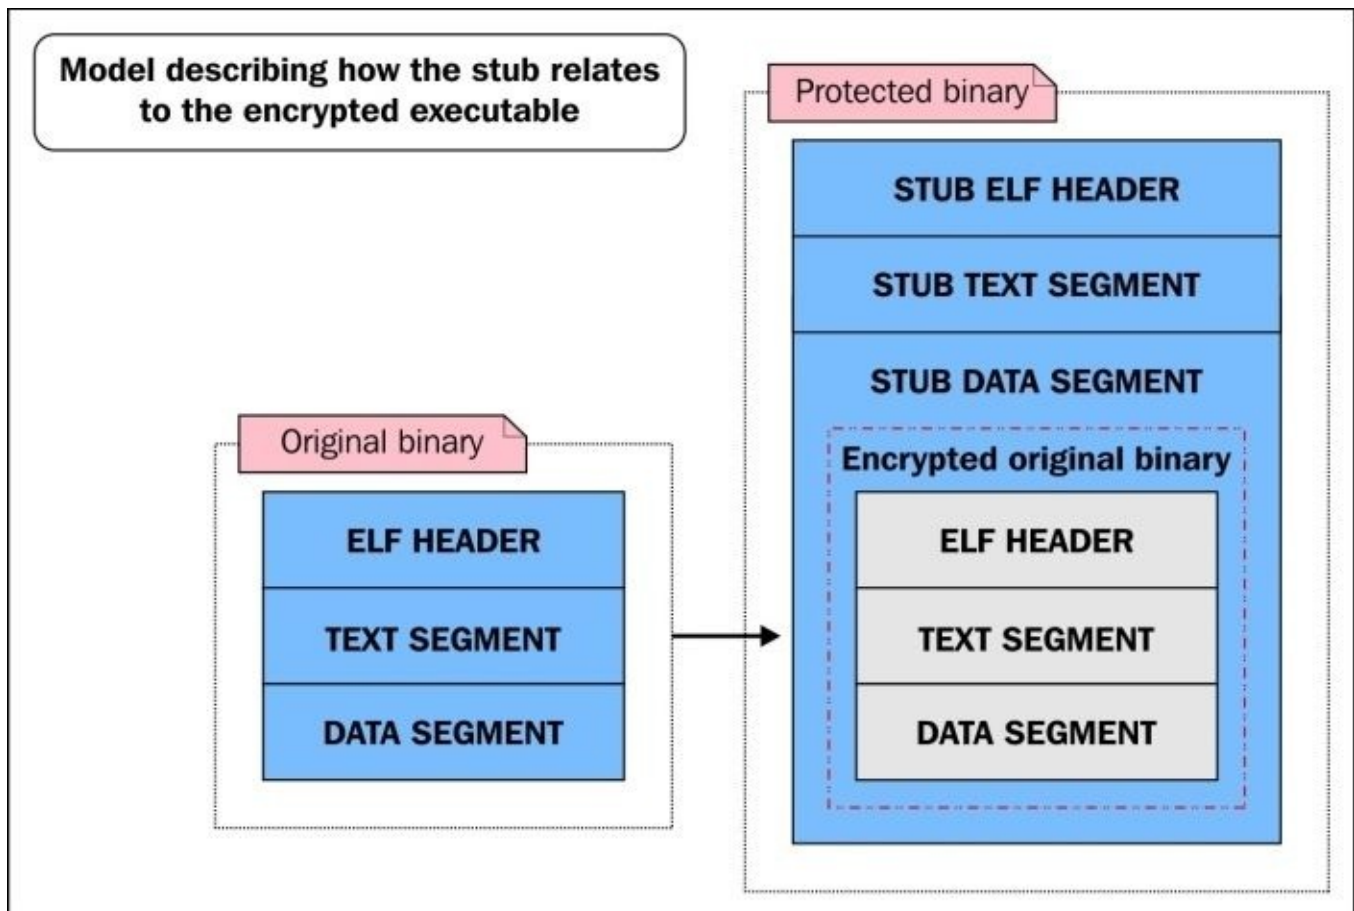 Model describing how the stub relates
to the encrypted executable
Protected binary
STUB ELF HEADER
STUB TEXT SEGMENT
STUB DATA SEGMENT
Encrypted original binary
ELF HEADER
TEXT SEGMENT
DATA SEGMENT
Original binary
ELF HEADER
TEXT SEGMENT
DATA SEGMENT